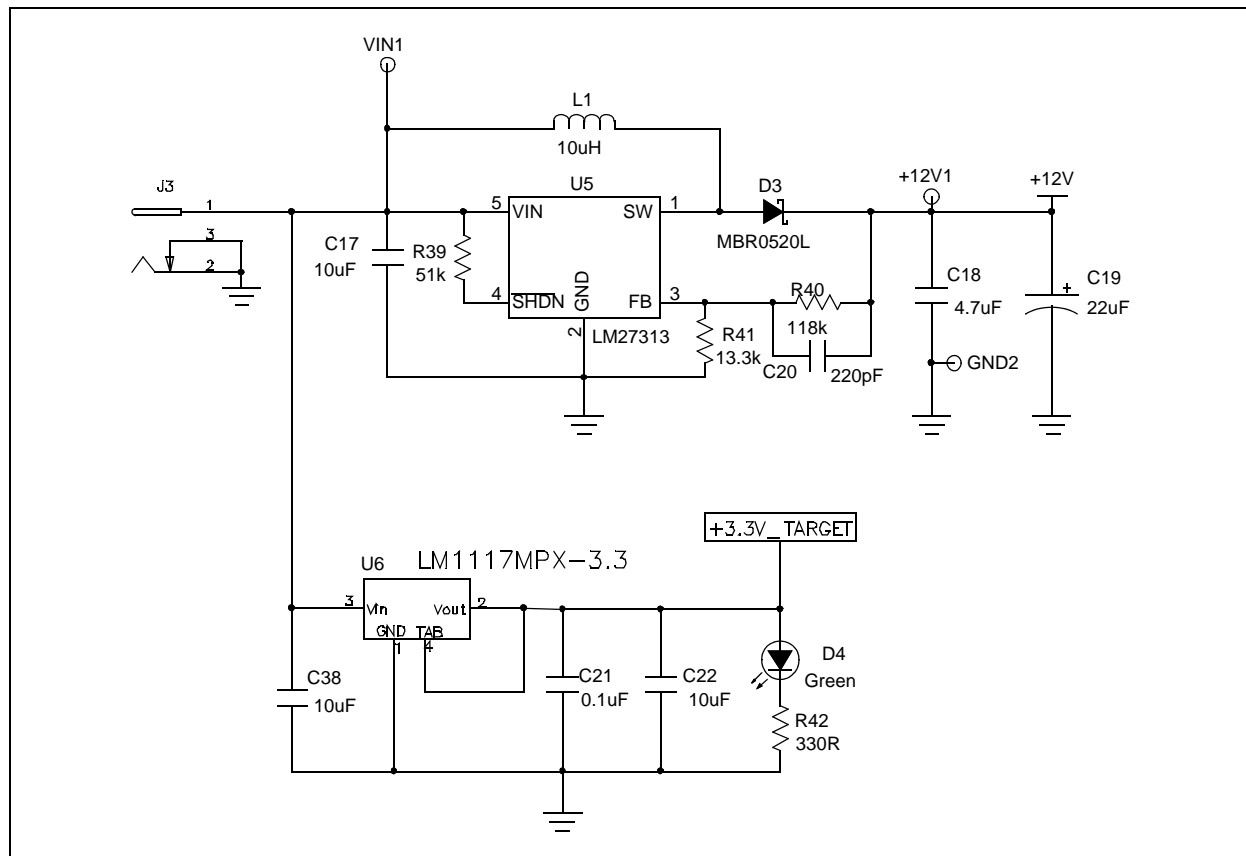 VIN1
L1
10uH
J3
1
3
2
U5
5 VIN
SW 1
4 SHDN
GND
2
FB 3
LM27313
C17
10uF
R39
51k
D3
MBR0520L
+12V1
+12V
R40
118k
R41
13.3k
C20
220pF
C18
4.7uF
GND2
+
C19
22uF
+3.3V_TARGET
U6
LM1117MPX-3.3
3 Vin
Vout 2
GND TAB
1 4
C38
10uF
C21
0.1uF
C22
10uF
D4
Green
R42
330R